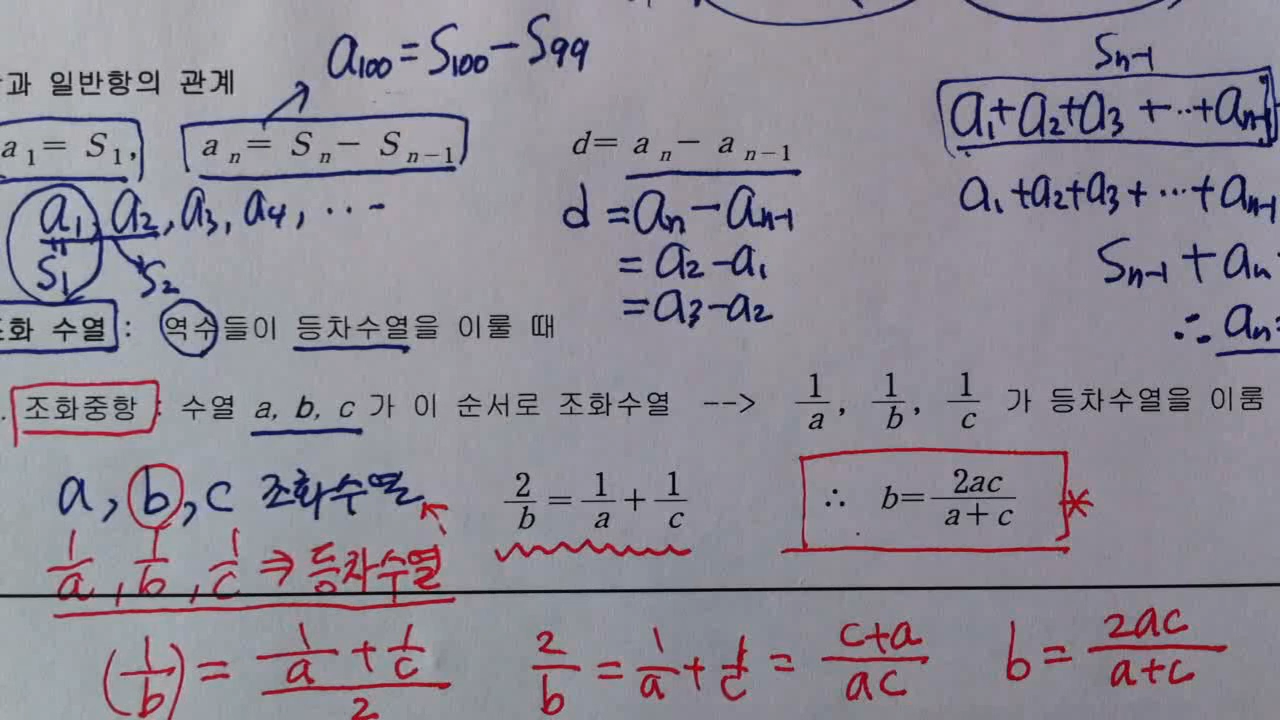 a₁₀₀ = S₁₀₀ - S₉₉
과 일반항의 관계
a₁ = S₁, aₙ = Sₙ - Sₙ₋₁
a₁, a₂, a₃, a₄, ...
"
S₁ S₂
d = aₙ - aₙ₋₁
d = aₙ - aₙ₋₁
= a₂ - a₁
= a₃ - a₂
Sₙ₋₁
a₁+a₂+a₃+...+aₙ₋₁
a₁+a₂+a₃+...+aₙ₋₁
Sₙ₋₁ + aₙ
∴ aₙ =
화 수열 : 역수들이 등차수열을 이룰 때
. 조화중항 : 수열 a, b, c 가 이 순서로 조화수열 --> 1/a, 1/b, 1/c 가 등차수열을 이룸
a, b, c 조화수열
2/b = 1/a + 1/c ∴ b = 2ac/(a+c) *
1/a, 1/b, 1/c ⇒ 등차수열
(1/b) = (1/a + 1/c)/2 2/b = 1/a + 1/c = (c+a)/ac b = 2ac/(a+c)